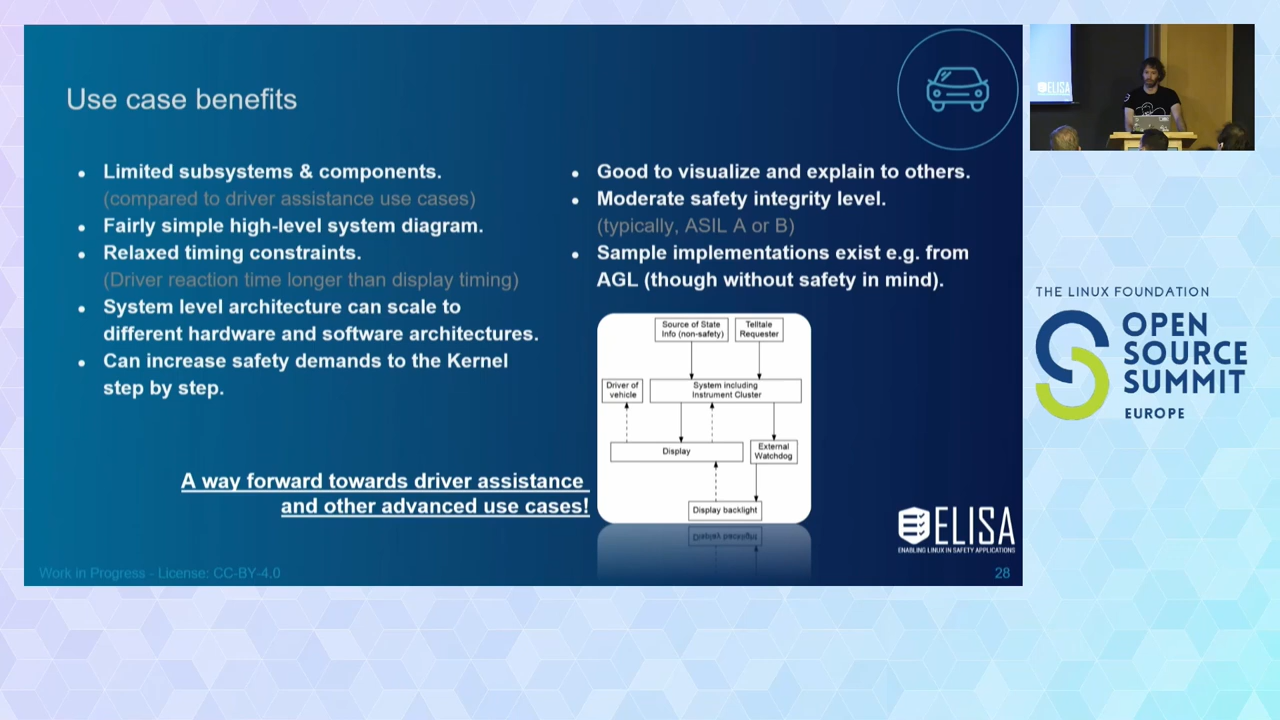 Use case benefits
Limited subsystems & components.
(compared to driver assistance use cases)
Fairly simple high-level system diagram.
Relaxed timing constraints.
(Driver reaction time longer than display timing)
System level architecture can scale to
different hardware and software architectures.
Can increase safety demands to the Kernel
step by step.
Good to visualize and explain to others.
Moderate safety integrity level.
(typically, ASIL A or B)
Sample implementations exist e.g. from
AGL (though without safety in mind).
Source of State
Info (non-safety)
Telltale
Requester
Driver of
vehicle
System including
Instrument Cluster
Display
External
Watchdog
Display backlight
Display backlight
A way forward towards driver assistance
and other advanced use cases!
ELISA
ENABLING LINUX IN SAFETY APPLICATIONS
Work in Progress - License: CC-BY-4.0
28
ELISA
THE LINUX FOUNDATION
OPEN
SOURCE
SUMMIT
EUROPE